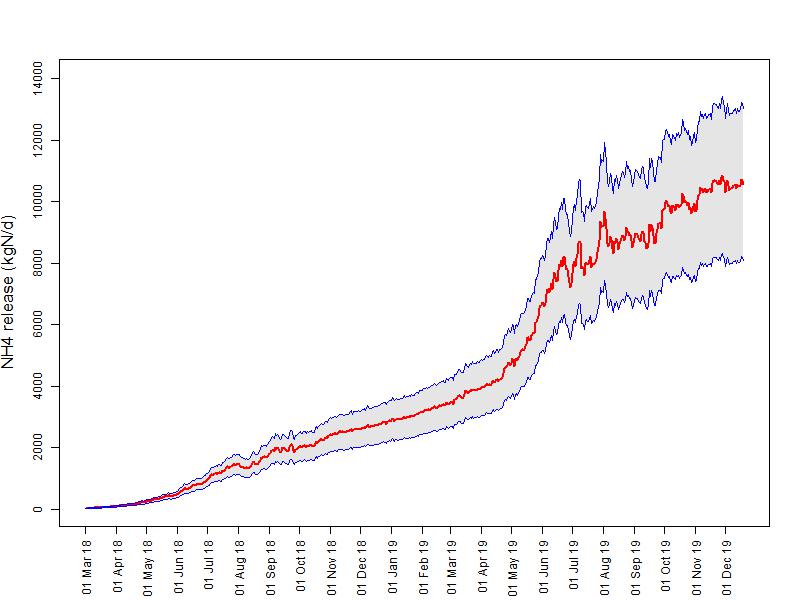 NH4 release (kgN/d)
14000
12000
10000
8000
6000
4000
2000
0
01 Mar 18
01 Apr 18
01 May 18
01 Jun 18
01 Jul 18
01 Aug 18
01 Sep 18
01 Oct 18
01 Nov 18
01 Dec 18
01 Jan 19
01 Feb 19
01 Mar 19
01 Apr 19
01 May 19
01 Jun 19
01 Jul 19
01 Aug 19
01 Sep 19
01 Oct 19
01 Nov 19
01 Dec 19